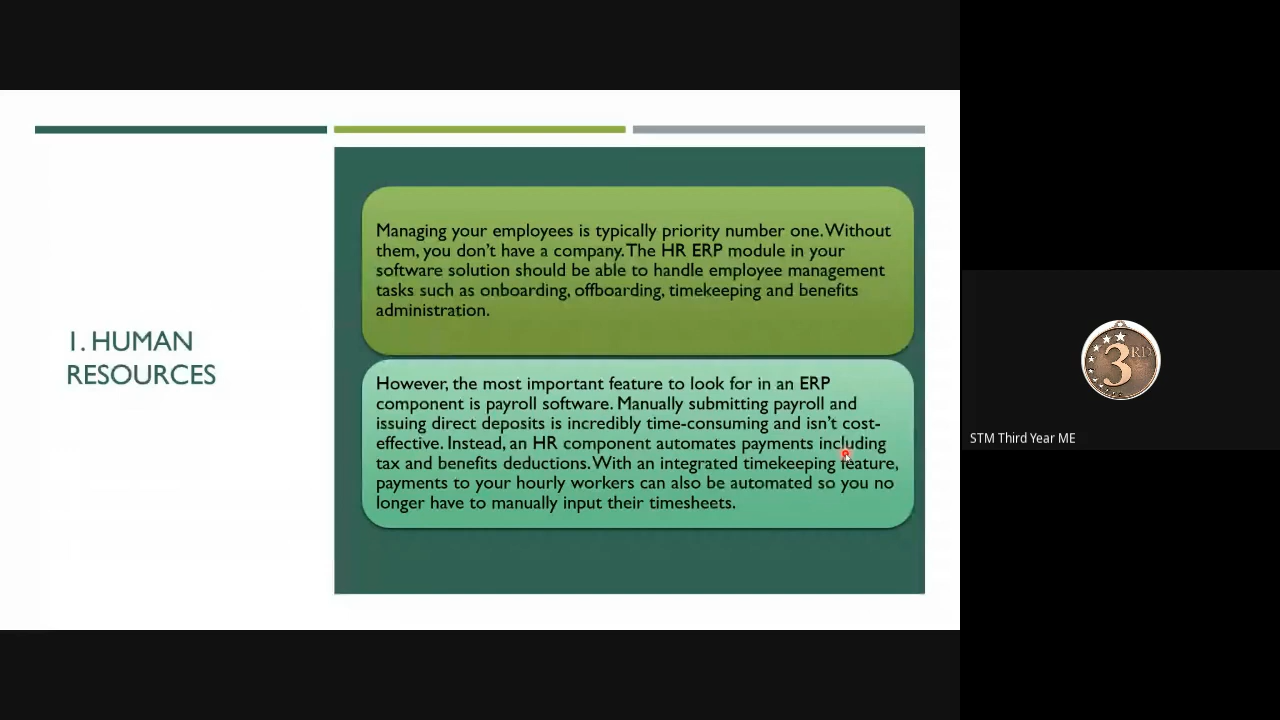 1. HUMAN
RESOURCES
Managing your employees is typically priority number one. Without
them, you don't have a company. The HR ERP module in your
software solution should be able to handle employee management
tasks such as onboarding, offboarding, timekeeping and benefits
administration.
However, the most important feature to look for in an ERP
component is payroll software. Manually submitting payroll and
issuing direct deposits is incredibly time-consuming and isn't cost-
effective. Instead, an HR component automates payments including
tax and benefits deductions. With an integrated timekeeping feature,
payments to your hourly workers can also be automated so you no
longer have to manually input their timesheets.
3RD
STM Third Year ME